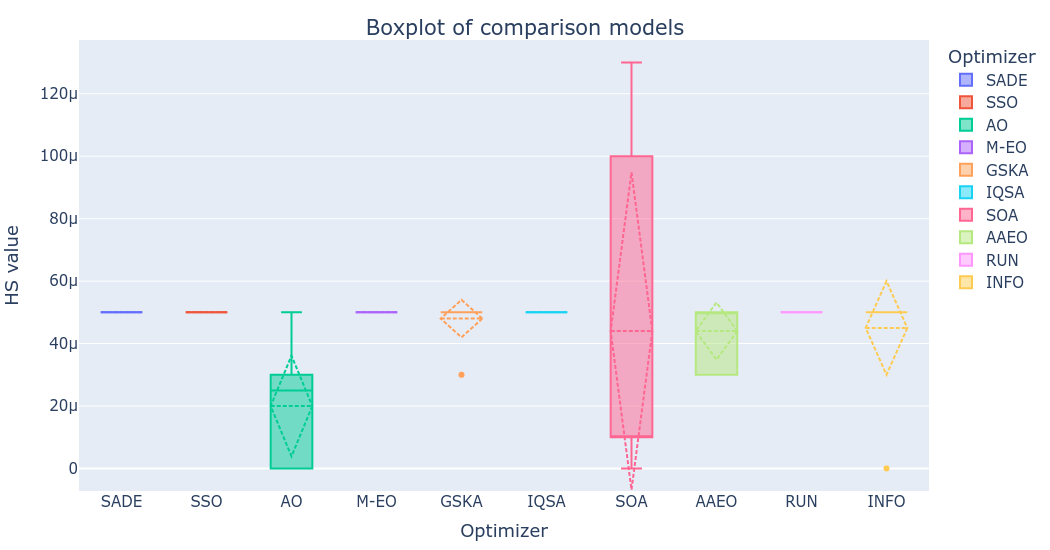 Boxplot of comparison models
HS value
120µ
100µ
80µ
60µ
40µ
20µ
0
SADE
SSO
AO
M-EO
GSKA
IQSA
SOA
AAEO
RUN
INFO
Optimizer
Optimizer
SADE
SSO
AO
M-EO
GSKA
IQSA
SOA
AAEO
RUN
INFO